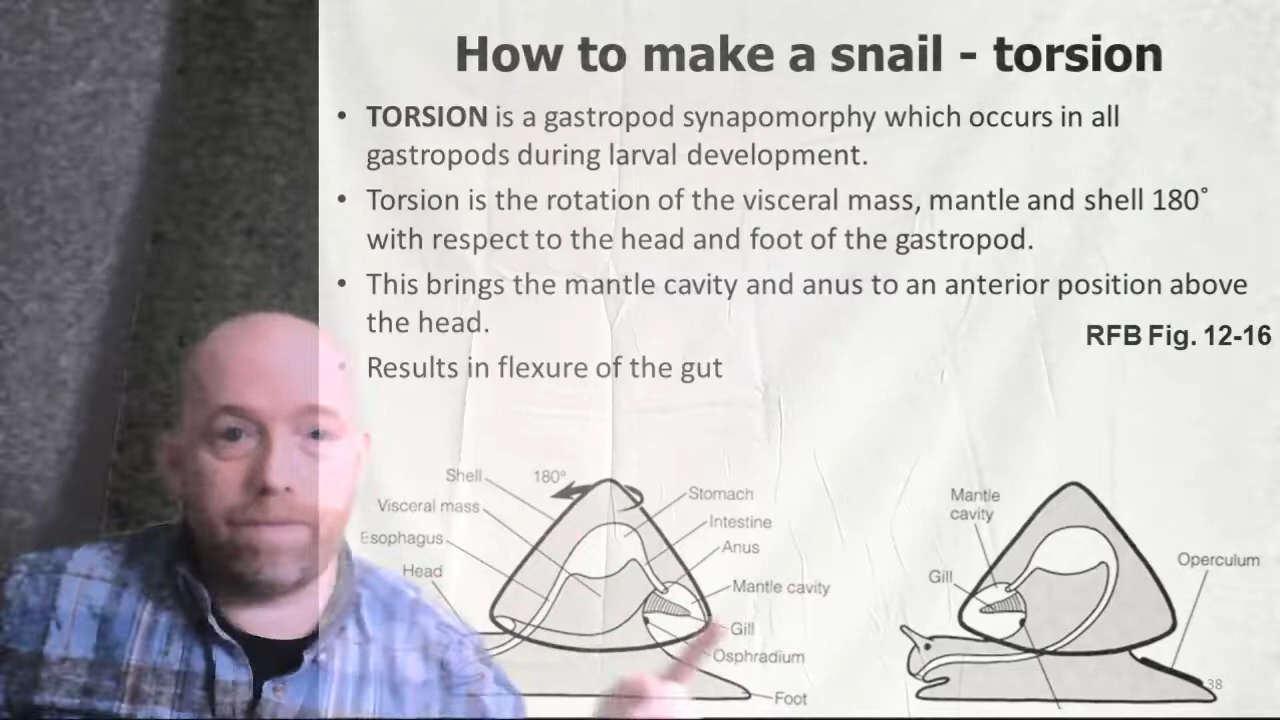 How to make a snail - torsion
• TORSION is a gastropod synapomorphy which occurs in all
gastropods during larval development.
• Torsion is the rotation of the visceral mass, mantle and shell 180˚
with respect to the head and foot of the gastropod.
• This brings the mantle cavity and anus to an anterior position above
the head.
RFB Fig. 12-16
• Results in flexure of the gut
Shell
180º
Visceral mass
Esophagus
Head
Stomach
Intestine
Anus
Mantle cavity
Gill
Osphradium
Foot
Mantle
cavity
Gill
Operculum
38